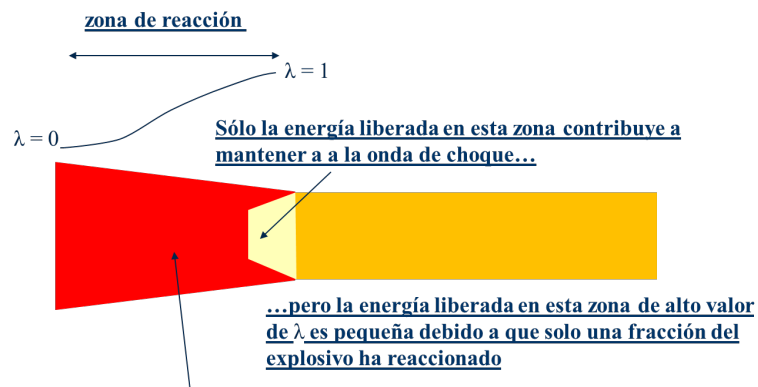 zona de reacción
λ = 1
λ = 0
Sólo la energía liberada en esta zona contribuye a
mantener a a la onda de choque…
…pero la energía liberada en esta zona de alto valor
de λ es pequeña debido a que solo una fracción del
explosivo ha reaccionado